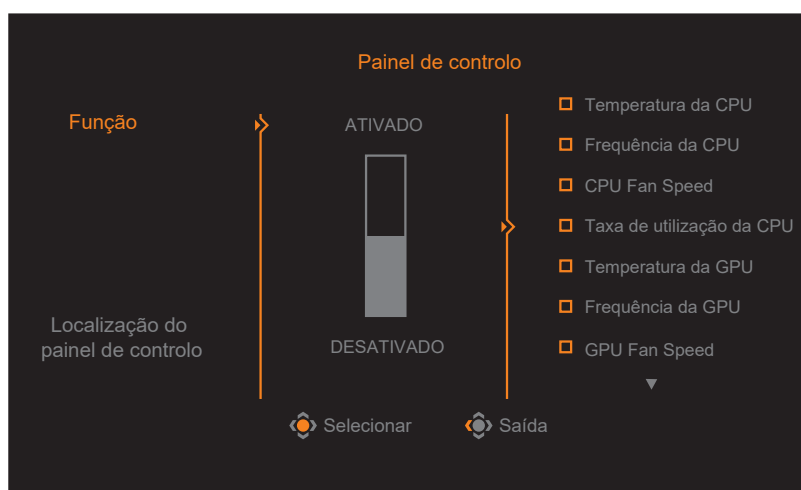 Painel de controlo
Função
Localização do
painel de controlo
ATIVADO
DESATIVADO
Temperatura da CPU
Frequência da CPU
CPU Fan Speed
Taxa de utilização da CPU
Temperatura da GPU
Frequência da GPU
GPU Fan Speed
Selecionar
Saída